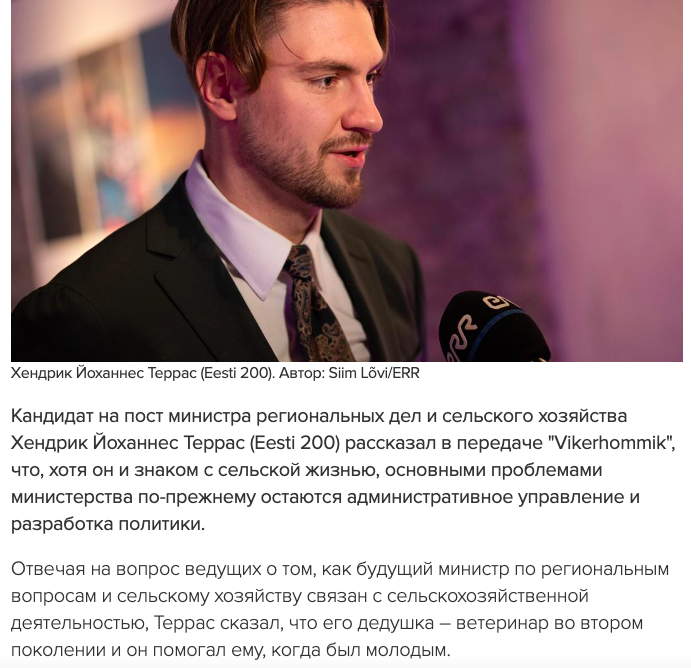 ERR
Хендрик Йоханнес Террас (Eesti 200). Автор: Siim Lõvi/ERR
Кандидат на пост министра региональных дел и сельского хозяйства
Хендрик Йоханнес Террас (Eesti 200) рассказал в передаче "Vikerhommik",
что, хотя он и знаком с сельской жизнью, основными проблемами
министерства по-прежнему остаются административное управление и
разработка политики.
Отвечая на вопрос ведущих о том, как будущий министр по региональным
вопросам и сельскому хозяйству связан с сельскохозяйственной
деятельностью, Террас сказал, что его дедушка – ветеринар во втором
поколении и он помогал ему, когда был молодым.